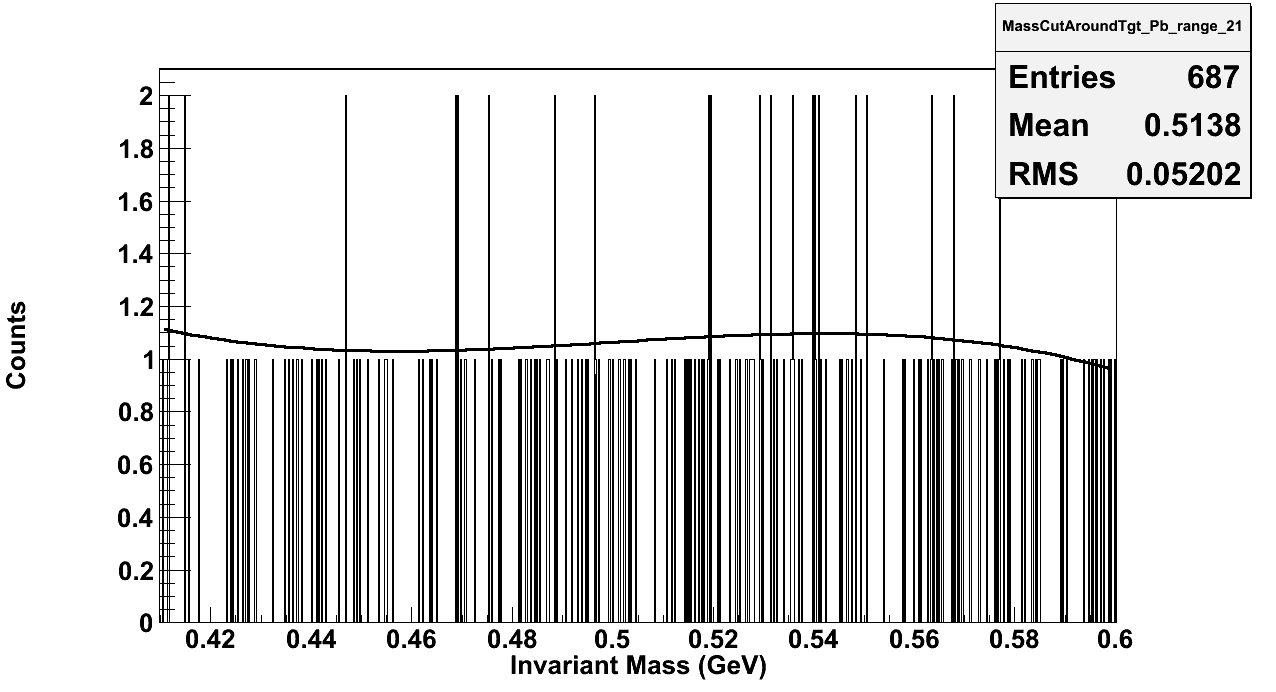 MassCutAroundTgt_Pb_range_21
Entries 687
Mean 0.5138
RMS 0.05202
Counts
2
1.8
1.6
1.4
1.2
1
0.8
0.6
0.4
0.2
0
0.42 0.44 0.46 0.48 0.5 0.52 0.54 0.56 0.58 0.6
Invariant Mass (GeV)